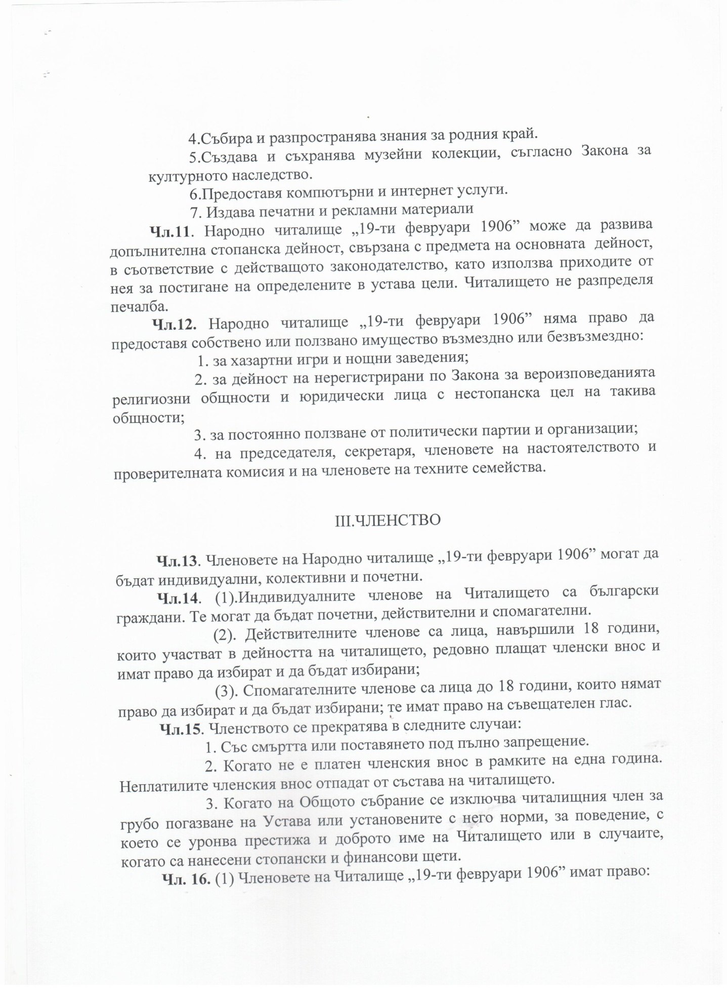 4.Събира и разпространява знания за родния край.
5.Създава и съхранява музейни колекции, съгласно Закона за
културното наследство.
6.Предоставя компютърни и интернет услуги.
7. Издава печатни и рекламни материали
Чл.11. Народно читалище „19-ти февруари 1906” може да развива
допълнителна стопанска дейност, свързана с предмета на основната дейност,
в съответствие с действащото законодателство, като използва приходите от
нея за постигане на определените в устава цели. Читалището не разпределя
печалба.
Чл.12. Народно читалище „19-ти февруари 1906” няма право да
предоставя собствено или ползвано имущество възмездно или безвъзмездно:
1. за хазартни игри и нощни заведения;
2. за дейност на нерегистрирани по Закона за вероизповеданията
религиозни общности и юридически лица с нестопанска цел на такива
общности;
3. за постоянно ползване от политически партии и организации;
4. на председателя, секретаря, членовете на настоятелството и
проверителната комисия и на членовете на техните семейства.
III.ЧЛЕНСТВО
Чл.13. Членовете на Народно читалище „19-ти февруари 1906” могат да
бъдат индивидуални, колективни и почетни.
Чл.14. (1).Индивидуалните членове на Читалището са български
граждани. Те могат да бъдат почетни, действителни и спомагателни.
(2). Действителните членове са лица, навършили 18 години,
които участват в дейността на читалището, редовно плащат членски внос и
имат право да избират и да бъдат избирани;
(3). Спомагателните членове са лица до 18 години, които нямат
право да избират и да бъдат избирани; те имат право на съвещателен глас.
Чл.15. Членството се прекратява в следните случаи:
1. Със смъртта или поставянето под пълно запрещение.
2. Когато не е платен членския внос в рамките на една година.
Неплатилите членския внос отпадат от състава на читалището.
3. Когато на Общото събрание се изключва читалищния член за
грубо погазване на Устава или установените с него норми, за поведение, с
което се уронва престижа и доброто име на Читалището или в случаите,
когато са нанесени стопански и финансови щети.
Чл. 16. (1) Членовете на Читалище „19-ти февруари 1906” имат право: